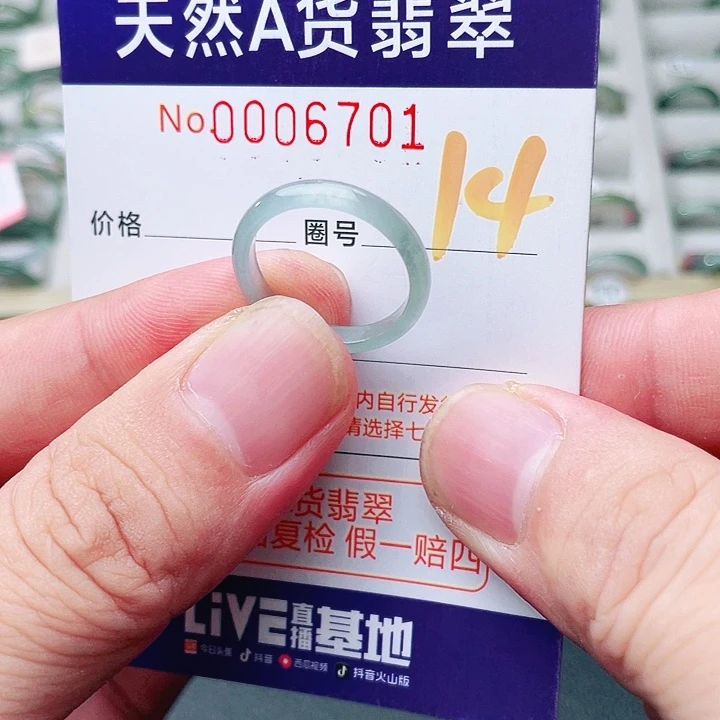 天然A货翡翠
No.0006701
价格 圈号 14
内自行发
请选择七
货翡翠
复检 假一赔四
LiVE直播基地
今日头条 抖音 西瓜视频 抖音火山版